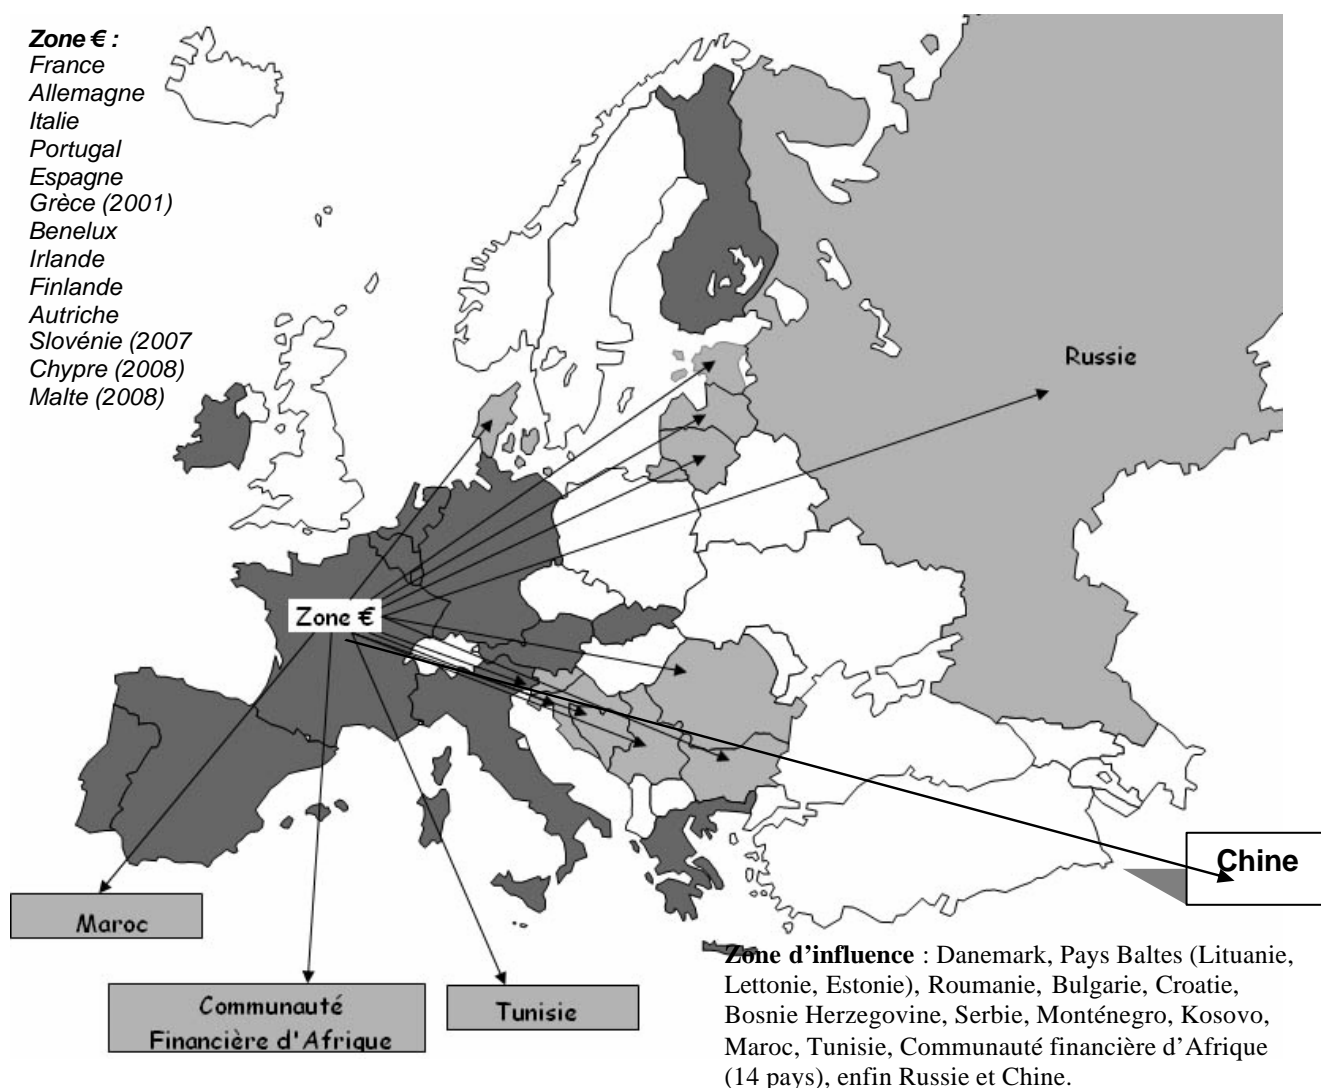 Zone € :
France
Allemagne
Italie
Portugal
Espagne
Grèce (2001)
Benelux
Irlande
Finlande
Autriche
Slovénie (2007
Chypre (2008)
Malte (2008)
Russie
Zone €
Chine
Maroc
Communauté
Financière d'Afrique
Tunisie
Zone d'influence : Danemark, Pays Baltes (Lituanie,
Lettonie, Estonie), Roumanie, Bulgarie, Croatie,
Bosnie Herzegovine, Serbie, Monténegro, Kosovo,
Maroc, Tunisie, Communauté financière d'Afrique
(14 pays), enfin Russie et Chine.